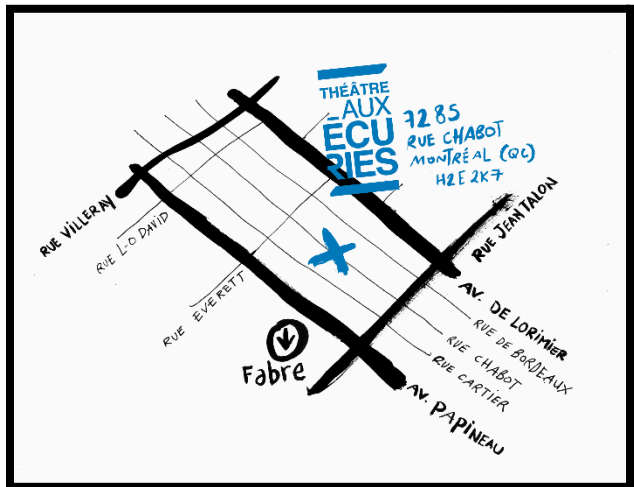 THÉÂTRE
AUX
ÉCU
RIES
7285
RUE CHABOT
MONTRÉAL (QC)
H2E 2K7
RUE VILLERAY
RUE L-O DAVID
RUE EVERETT
RUE JEAN TALON
AV. DE LORIMIER
RUE DE BORDEAUX
RUE CHABOT
RUE CARTIER
AV. PAPINEAU
Fabre